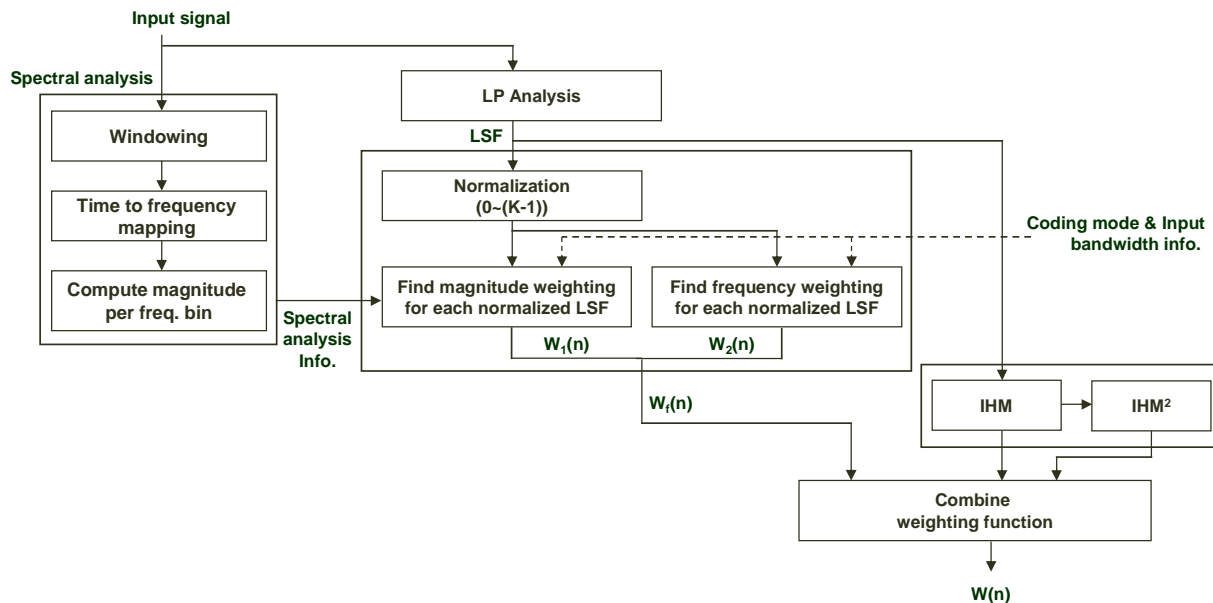 Input signal
Spectral analysis
LP Analysis
Windowing
LSF
Normalization
(0~(K-1))
Time to frequency
mapping
Coding mode & Input
bandwidth info.
Compute magnitude
per freq. bin
Find magnitude weighting
for each normalized LSF
Find frequency weighting
for each normalized LSF
Spectral
analysis
Info.
W₁(n)
W₂(n)
W_f(n)
IHM
IHM²
Combine
weighting function
W(n)